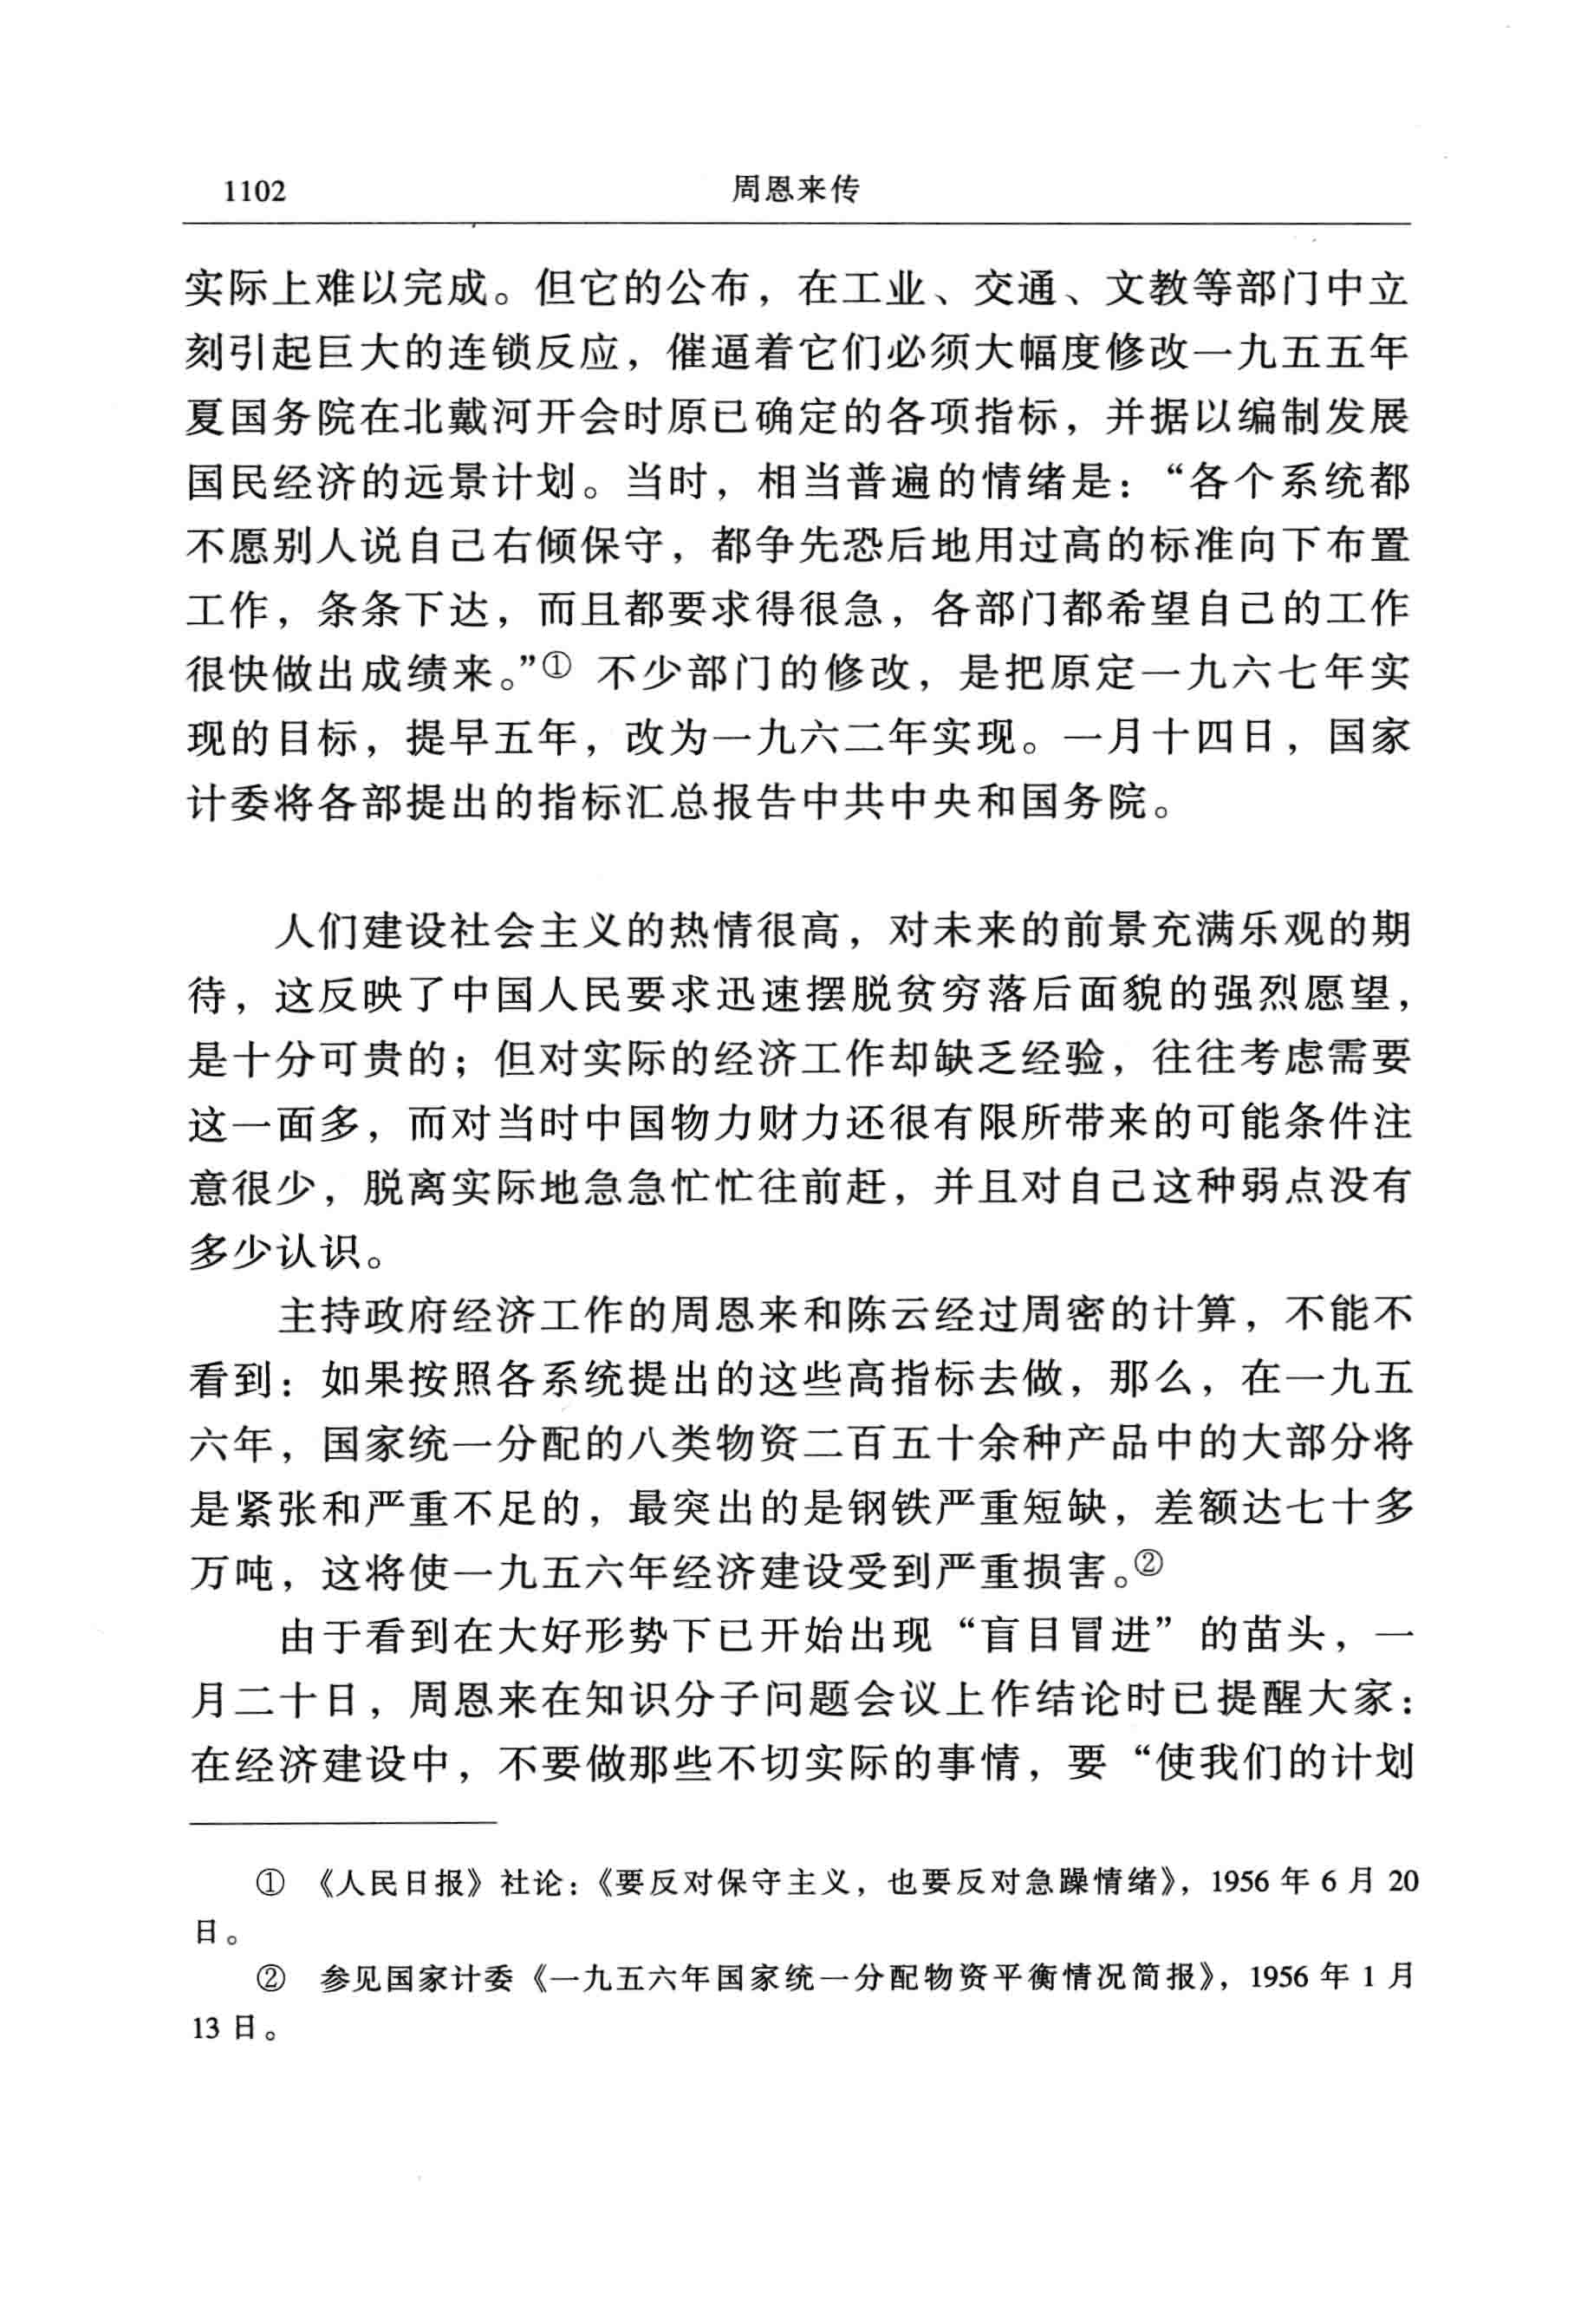 1102 周恩来传
实际上难以完成。但它的公布，在工业、交通、文教等部门中立
刻引起巨大的连锁反应，催逼着它们必须大幅度修改一九五五年
夏国务院在北戴河开会时原已确定的各项指标，并据以编制发展
国民经济的远景计划。当时，相当普遍的情绪是：“各个系统都
不愿别人说自己右倾保守，都争先恐后地用过高的标准向下布置
工作，条条下达，而且都要求得很急，各部门都希望自己的工作
很快做出成绩来。”① 不少部门的修改，是把原定一九六七年实
现的目标，提早五年，改为一九六二年实现。一月十四日，国家
计委将各部提出的指标汇总报告中共中央和国务院。
人们建设社会主义的热情很高，对未来的前景充满乐观的期
待，这反映了中国人民要求迅速摆脱贫穷落后面貌的强烈愿望，
是十分可贵的；但对实际的经济工作却缺乏经验，往往考虑需要
这一面多，而对当时中国物力财力还很有限所带来的可能条件注
意很少，脱离实际地急急忙忙往前赶，并且对自己这种弱点没有
多少认识。
主持政府经济工作的周恩来和陈云经过周密的计算，不能不
看到：如果按照各系统提出的这些高指标去做，那么，在一九五
六年，国家统一分配的八类物资二百五十余种产品中的大部分将
是紧张和严重不足的，最突出的是钢铁严重短缺，差额达七十多
万吨，这将使一九五六年经济建设受到严重损害。②
由于看到在大好形势下已开始出现“盲目冒进”的苗头，一
月二十日，周恩来在知识分子问题会议上作结论时已提醒大家：
在经济建设中，不要做那些不切实际的事情，要“使我们的计划
① 《人民日报》社论：《要反对保守主义，也要反对急躁情绪》，1956 年 6 月 20
日。
② 参见国家计委《一九五六年国家统一分配物资平衡情况简报》，1956 年 1 月
13 日。